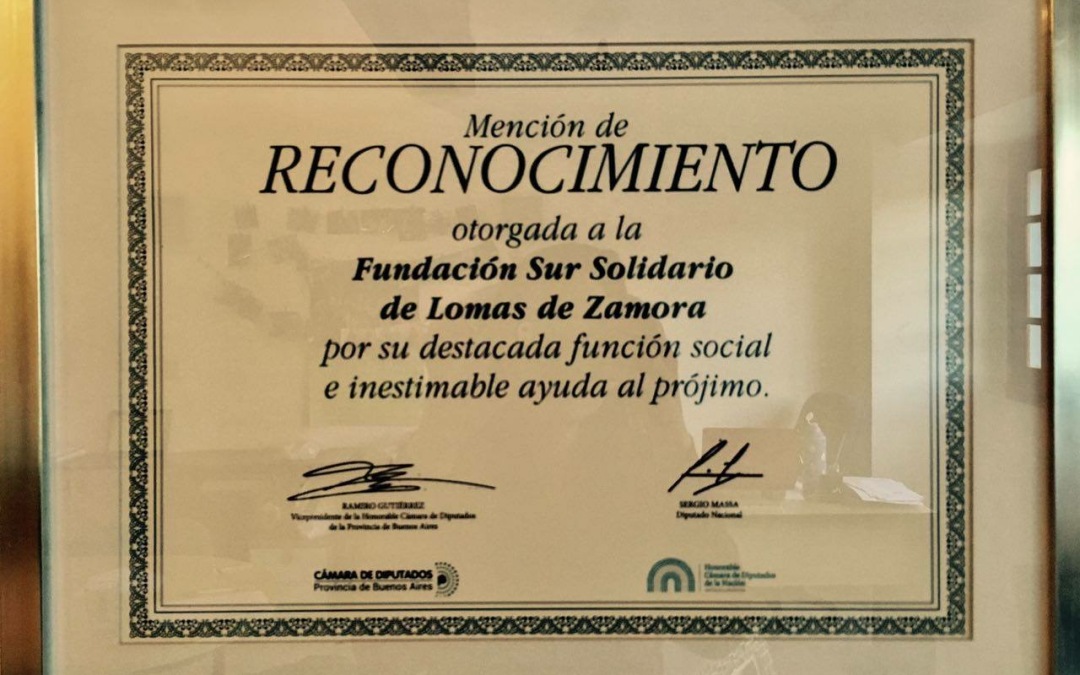 Mención de
RECONOCIMIENTO
otorgada a la
Fundación Sur Solidario
de Lomas de Zamora
por su destacada función social
e inestimable ayuda al prójimo.
RAMIRO GUTIÉRREZ
Vicepresidente de la Honorable Cámara de Diputados
de la Provincia de Buenos Aires
SERGIO MASSA
Diputado Nacional
CÁMARA DE DIPUTADOS
Provincia de Buenos Aires
Honorable
Cámara de Diputados
de la Nación